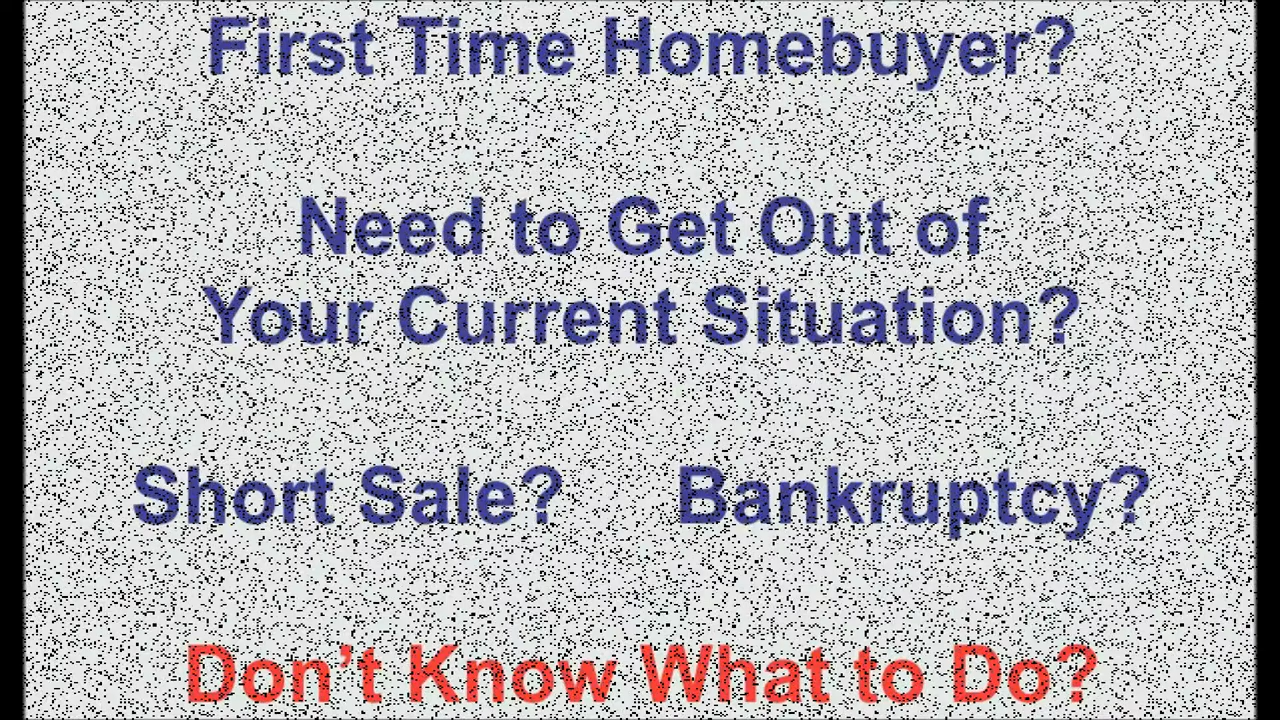 First Time Homebuyer?
Need to Get Out of
Your Current Situation?
Short Sale? Bankruptcy?
Don't Know What to Do?